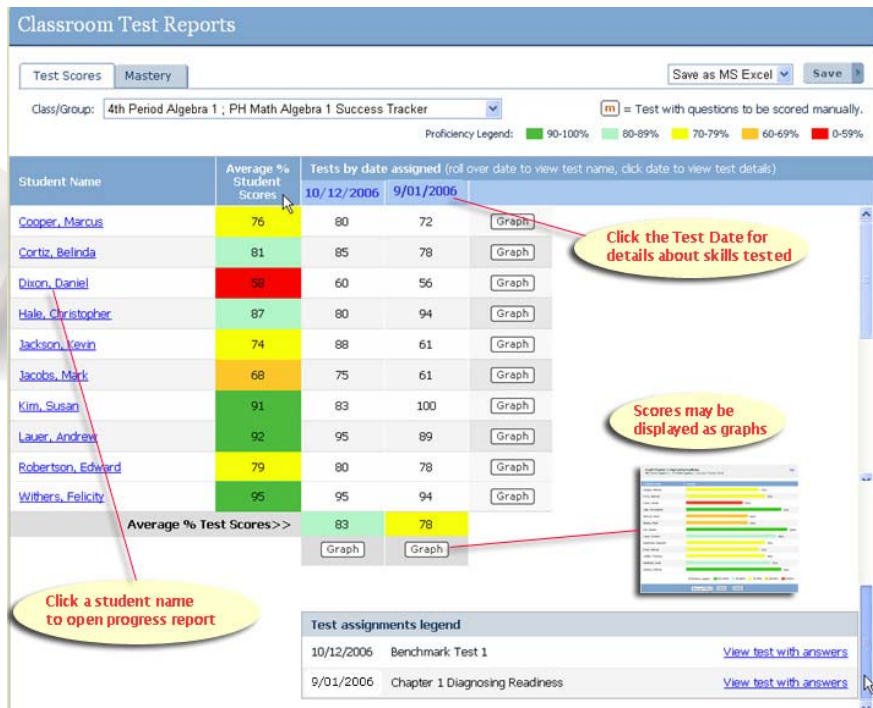 Classroom Test Reports
Test Scores Mastery Save as MS Excel Save
Class/Group: 4th Period Algebra 1 ; PH Math Algebra 1 Success Tracker m = Test with questions to be scored manually.
Proficiency Legend: 90-100% 80-89% 70-79% 60-69% 0-59%
Student Name Average % Student Scores Tests by date assigned (roll over date to view test name, click date to view test details)
10/12/2006 9/01/2006
Cooper, Marcus 76 80 72 Graph
Click the Test Date for
details about skills tested
Cortiz, Belinda 81 85 78 Graph
Dixon, Daniel 58 60 56 Graph
Hale, Christopher 87 80 94 Graph
Jackson, Kevin 74 88 61 Graph
Jacobs, Mark 68 75 61 Graph
Kim, Susan 91 83 100 Graph
Scores may be
displayed as graphs
Lauer, Andrew 92 95 89 Graph
Robertson, Edward 79 80 78 Graph
Withers, Felicity 95 95 94 Graph
Average % Test Scores>> 83 78
Graph Graph
Click a student name
to open progress report
Test assignments legend
10/12/2006 Benchmark Test 1 View test with answers
9/01/2006 Chapter 1 Diagnosing Readiness View test with answers